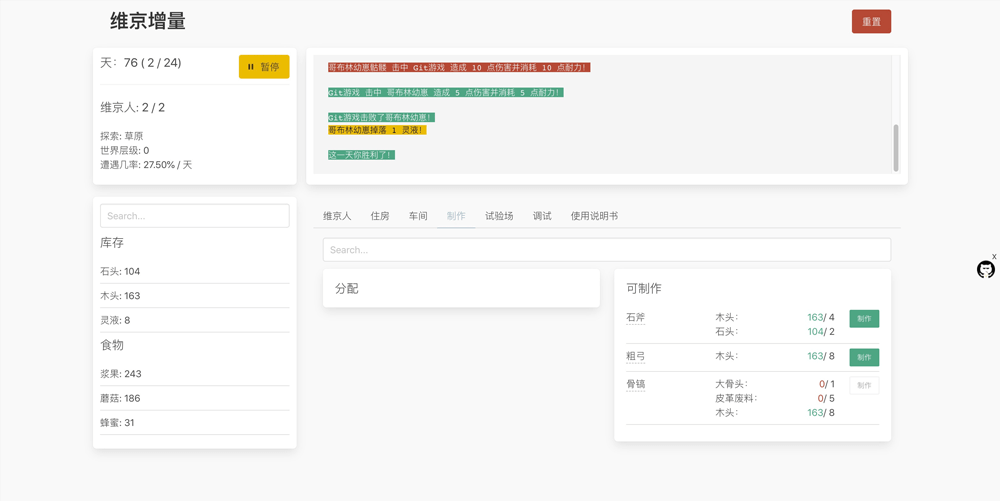 维京增量
重置
天: 76 ( 2 / 24)
暂停
维京人: 2 / 2
探索: 草原
世界层级: 0
遭遇几率: 27.50% / 天
哥布林幼崽骷髅 击中 Git游戏 造成 10 点伤害并消耗 10 点耐力!
Git游戏 击中 哥布林幼崽 造成 5 点伤害并消耗 5 点耐力!
Git游戏击败了哥布林幼崽!
哥布林幼崽掉落 1 灵液!
这一天你胜利了!
Search...
库存
石头: 104
木头: 163
灵液: 8
食物
浆果: 243
蘑菇: 186
蜂蜜: 31
维京人 住房 车间 制作 试验场 调试 使用说明书
Search...
分配
可制作
石斧 木头: 163/ 4 制作
石头: 104/ 2
粗弓 木头: 163/ 8 制作
骨镐 大骨头: 0/ 1 制作
皮革废料: 0/ 5
木头: 163/ 8
X